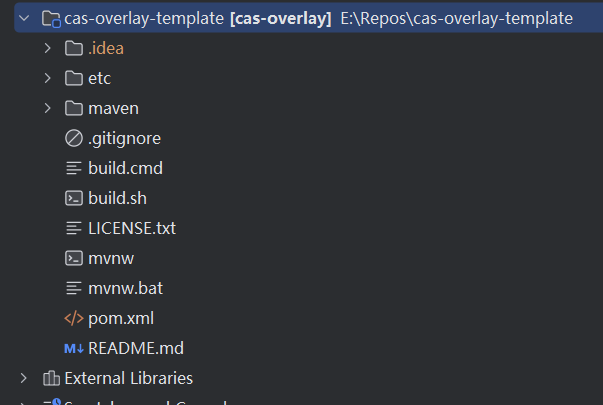 cas-overlay-template [cas-overlay] E:\Repos\cas-overlay-template
.idea
etc
maven
.gitignore
build.cmd
build.sh
LICENSE.txt
mvnw
mvnw.bat
pom.xml
M↓ README.md
External Libraries